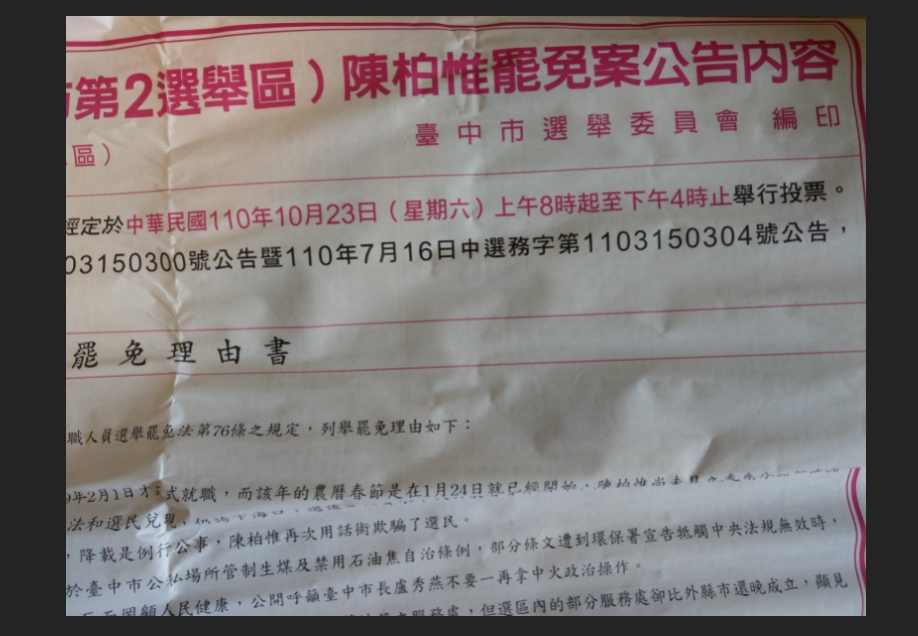 第2選舉區）陳柏惟罷免案公告內容
臺中市選舉委員會 編印
區）
經定於中華民國110年10月23日（星期六）上午8時起至下午4時止舉行投票。
03150300號公告暨110年7月16日中選務字第1103150304號公告，
罷免理由書
職人員選舉罷免法第76條之規定，列舉罷免理由如下：
年2月1日才正式就職，而該年的農曆春節是在1月24日就已經開始，陳柏惟尚未
法和選民兌現，
，降載是例行公事，陳柏惟再次用話術欺騙了選民。
於臺中市公私場所管制生煤及禁用石油焦自治條例，部分條文遭到環保署宣告牴觸中央法規無效時，
罔顧人民健康，公開呼籲臺中市長盧秀燕不要一再拿中火政治操作。
服務處，但選區內的部分服務處卻比外縣市還晚成立，顯見